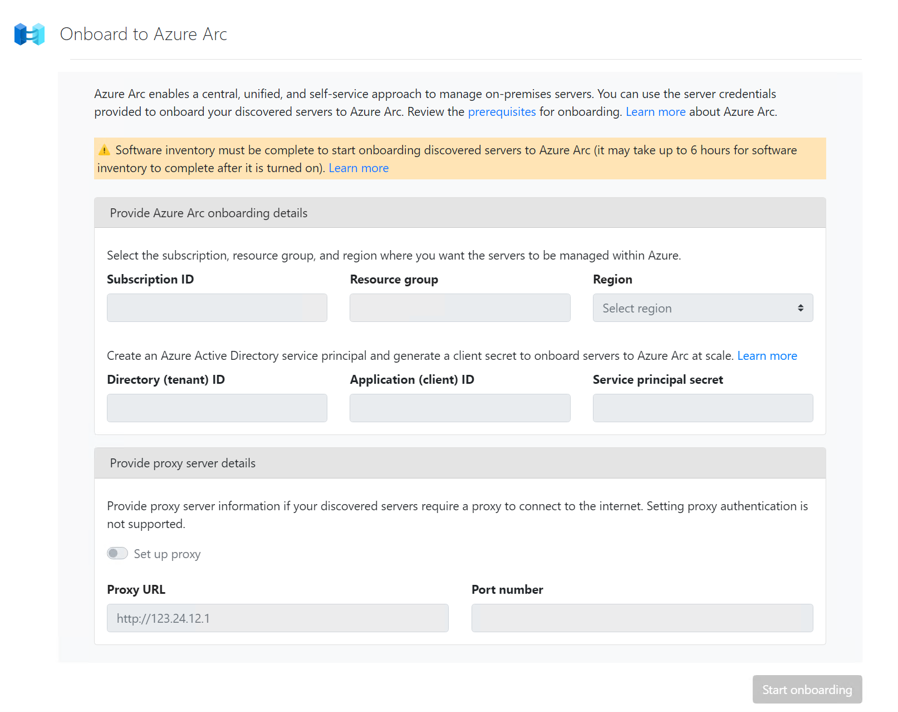 Onboard to Azure Arc
Azure Arc enables a central, unified, and self-service approach to manage on-premises servers. You can use the server credentials
provided to onboard your discovered servers to Azure Arc. Review the prerequisites for onboarding. Learn more about Azure Arc.
Software inventory must be complete to start onboarding discovered servers to Azure Arc (it may take up to 6 hours for software
inventory to complete after it is turned on). Learn more
Provide Azure Arc onboarding details
Select the subscription, resource group, and region where you want the servers to be managed within Azure.
Subscription ID Resource group Region
Select region
Create an Azure Active Directory service principal and generate a client secret to onboard servers to Azure Arc at scale. Learn more
Directory (tenant) ID Application (client) ID Service principal secret
Provide proxy server details
Provide proxy server information if your discovered servers require a proxy to connect to the internet. Setting proxy authentication is
not supported.
Set up proxy
Proxy URL Port number
http://123.24.12.1
Start onboarding